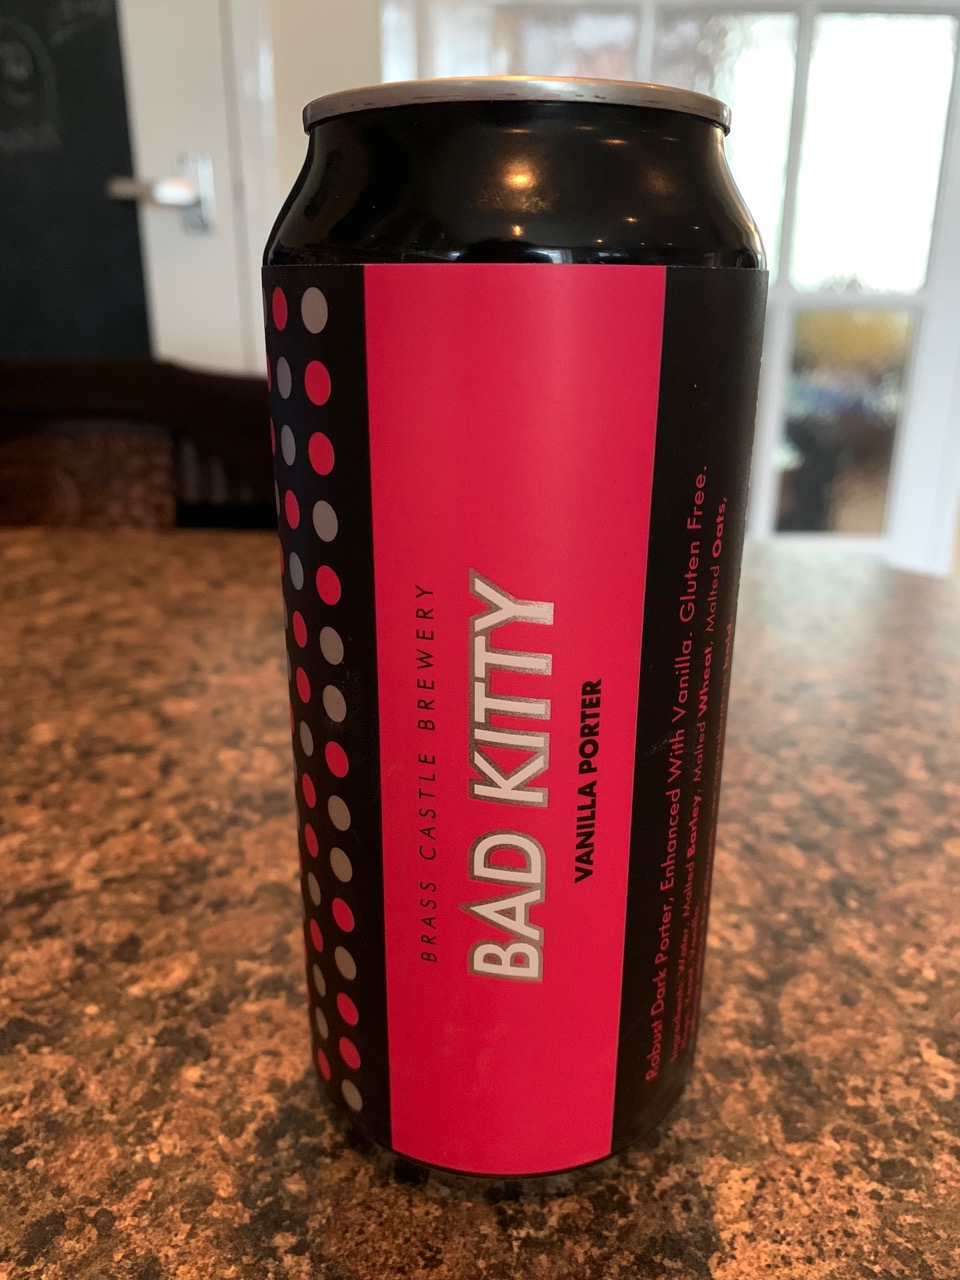 BRASS CASTLE BREWERY
BAD KITTY
VANILLA PORTER
Robust Dark Porter, Enhanced With Vanilla. Gluten Free.
Ingredients: Water, Malted Barley, Malted Wheat, Malted Oats,